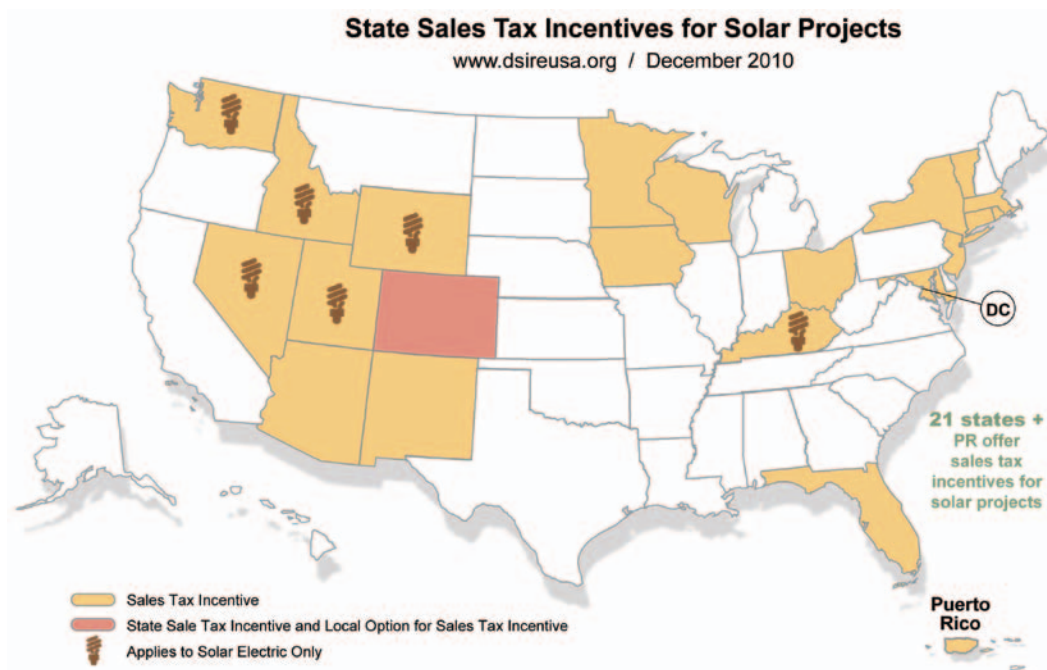 State Sales Tax Incentives for Solar Projects
www.dsireusa.org / December 2010
DC
21 states +
PR offer
sales tax
incentives for
solar projects
Puerto
Rico
Sales Tax Incentive
State Sale Tax Incentive and Local Option for Sales Tax Incentive
Applies to Solar Electric Only